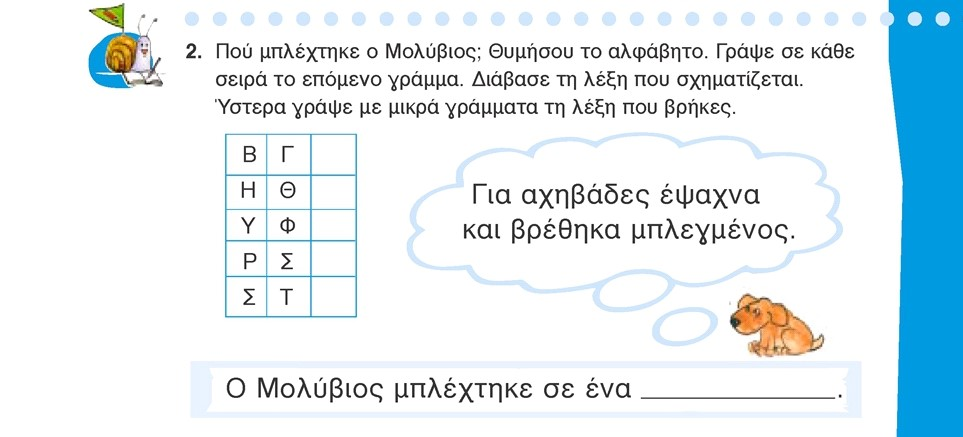 2. Πού μπλέχτηκε ο Μολύβιος; Θυμήσου το αλφάβητο. Γράψε σε κάθε
σειρά το επόμενο γράμμα. Διάβασε τη λέξη που σχηματίζεται.
Ύστερα γράψε με μικρά γράμματα τη λέξη που βρήκες.
Β Γ
Η Θ
Υ Φ
Ρ Σ
Σ Τ
Για αχηβάδες έψαχνα
και βρέθηκα μπλεγμένος.
Ο Μολύβιος μπλέχτηκε σε ένα ______________.